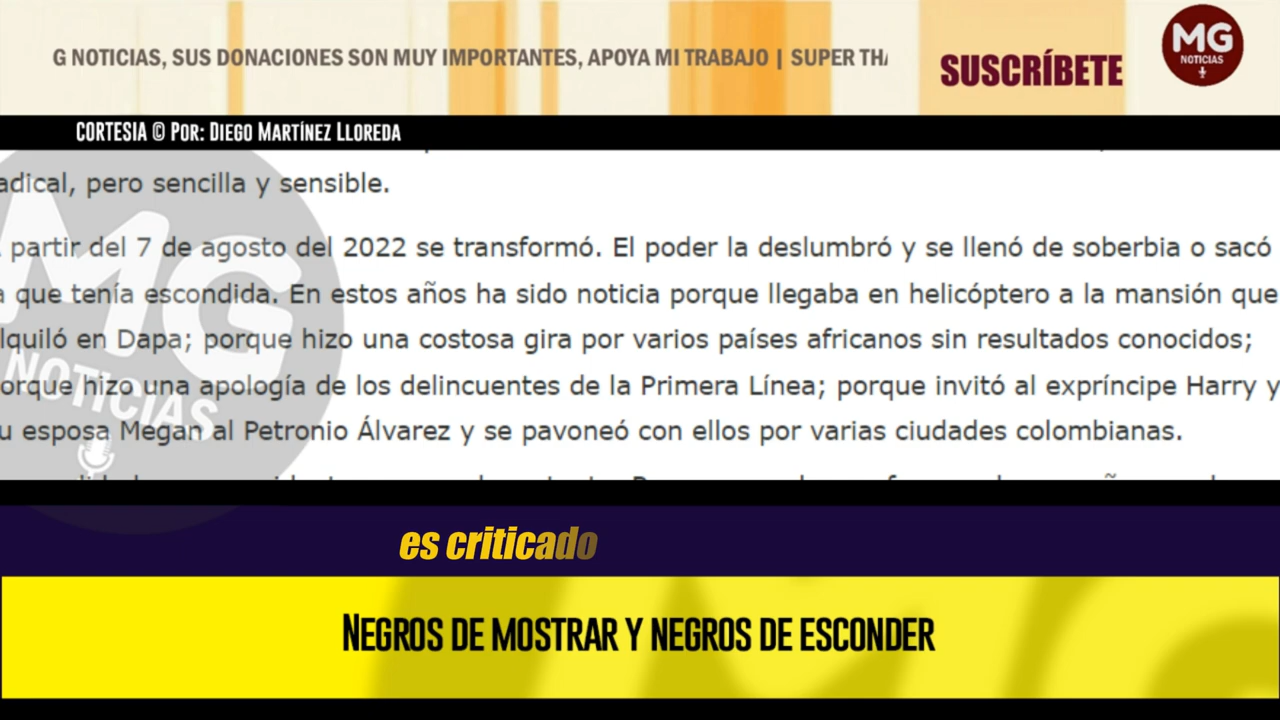 G NOTICIAS, SUS DONACIONES SON MUY IMPORTANTES, APOYA MI TRABAJO | SUPER
SUSCRÍBETE
MG
NOTICIAS
CORTESIA © POR: DIEGO MARTÍNEZ LLOREDA
adical, pero sencilla y sensible.
partir del 7 de agosto del 2022 se transformó. El poder la deslumbró y se llenó de soberbia o sacó
a que tenía escondida. En estos años ha sido noticia porque llegaba en helicóptero a la mansión que
lquiló en Dapa; porque hizo una costosa gira por varios países africanos sin resultados conocidos;
orque hizo una apología de los delincuentes de la Primera Línea; porque invitó al expríncipe Harry y
u esposa Megan al Petronio Álvarez y se pavoneó con ellos por varias ciudades colombianas.
MG
NOTICIAS
es criticado
NEGROS DE MOSTRAR Y NEGROS DE ESCONDER